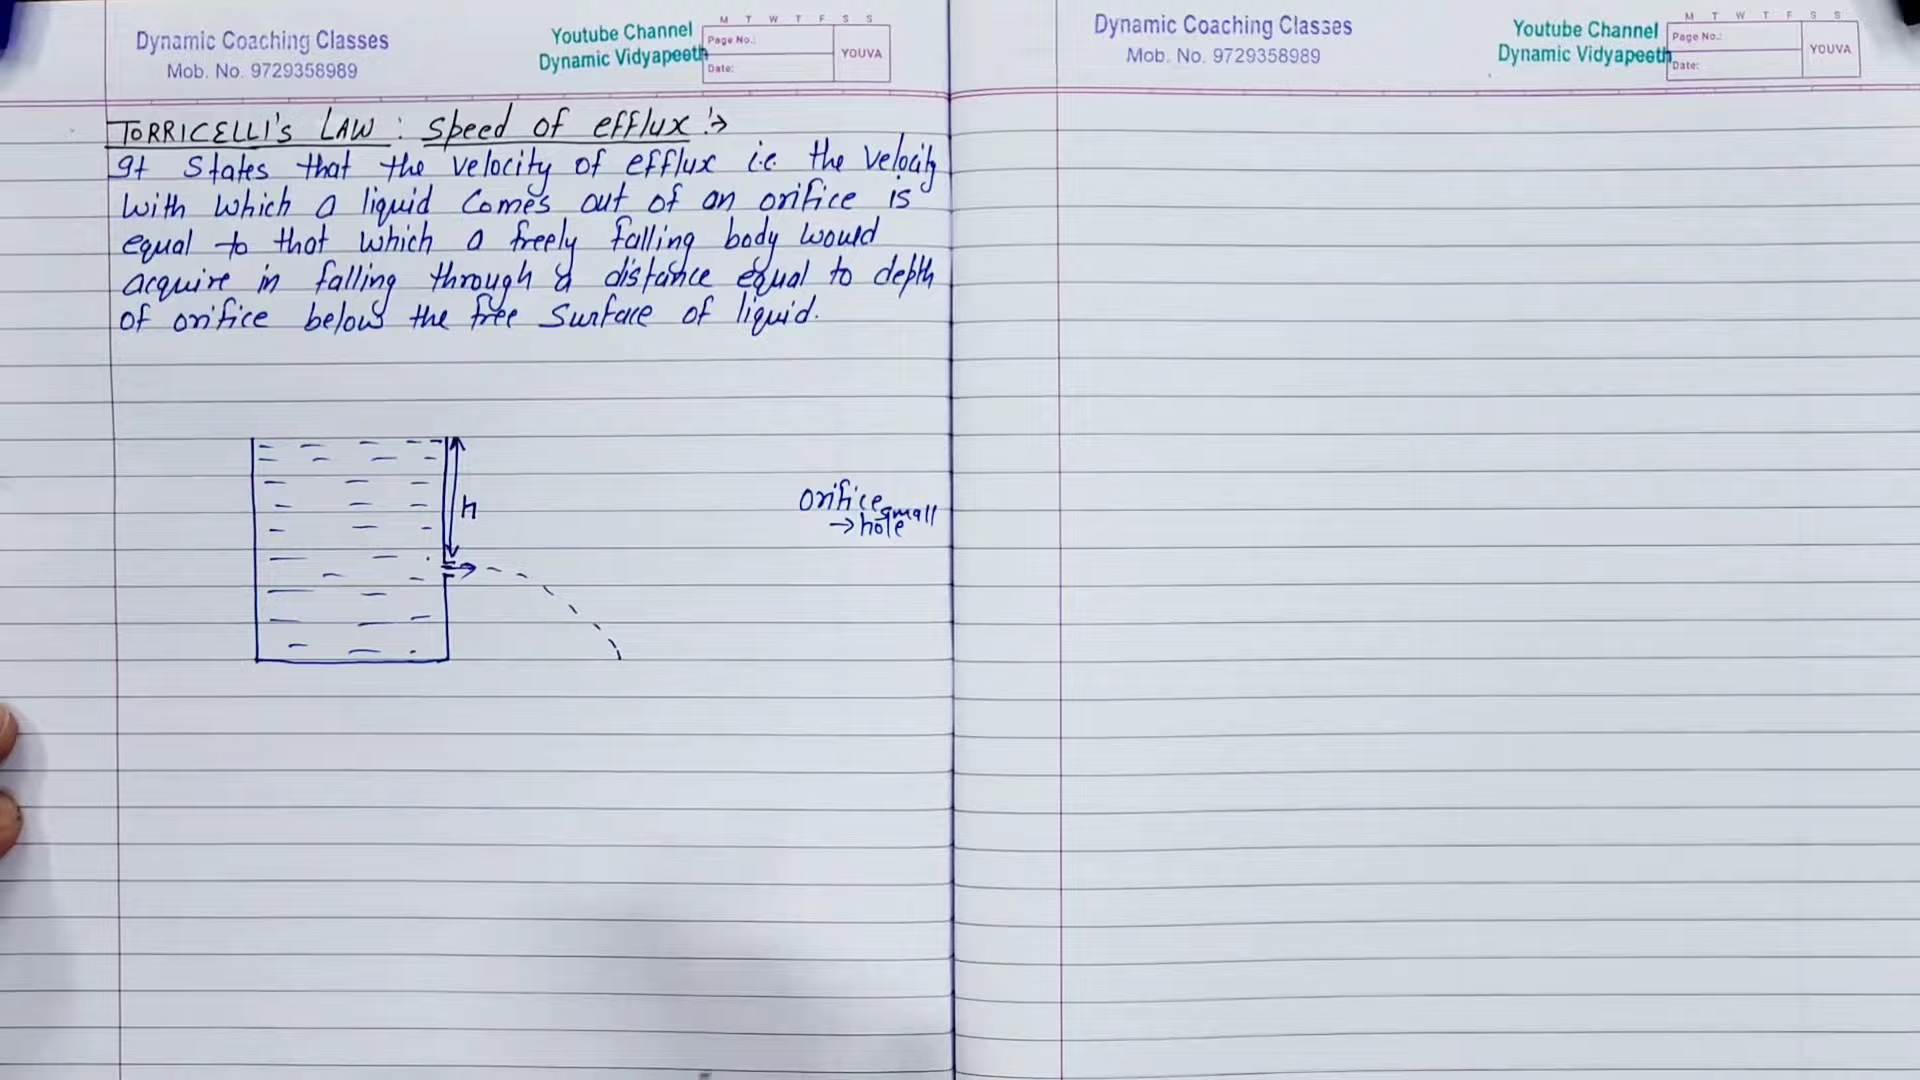 Dynamic Coaching Classes
Mob. No. 9729358989
Youtube Channel
Dynamic Vidyapeeth
M T W T F S S
Page No.:
Date:
YOUVA
TORRICELLI's LAW : Speed of efflux :→
It states that the velocity of efflux i.e. the velocity
with which a liquid comes out of an orifice is
equal to that which a freely falling body would
acquire in falling through a distance equal to depth
of orifice below the free surface of liquid.
h
orifice
→ small hole
Dynamic Coaching Classes
Mob. No. 9729358989
Youtube Channel
Dynamic Vidyapeeth
M T W T F S S
Page No.:
Date:
YOUVA